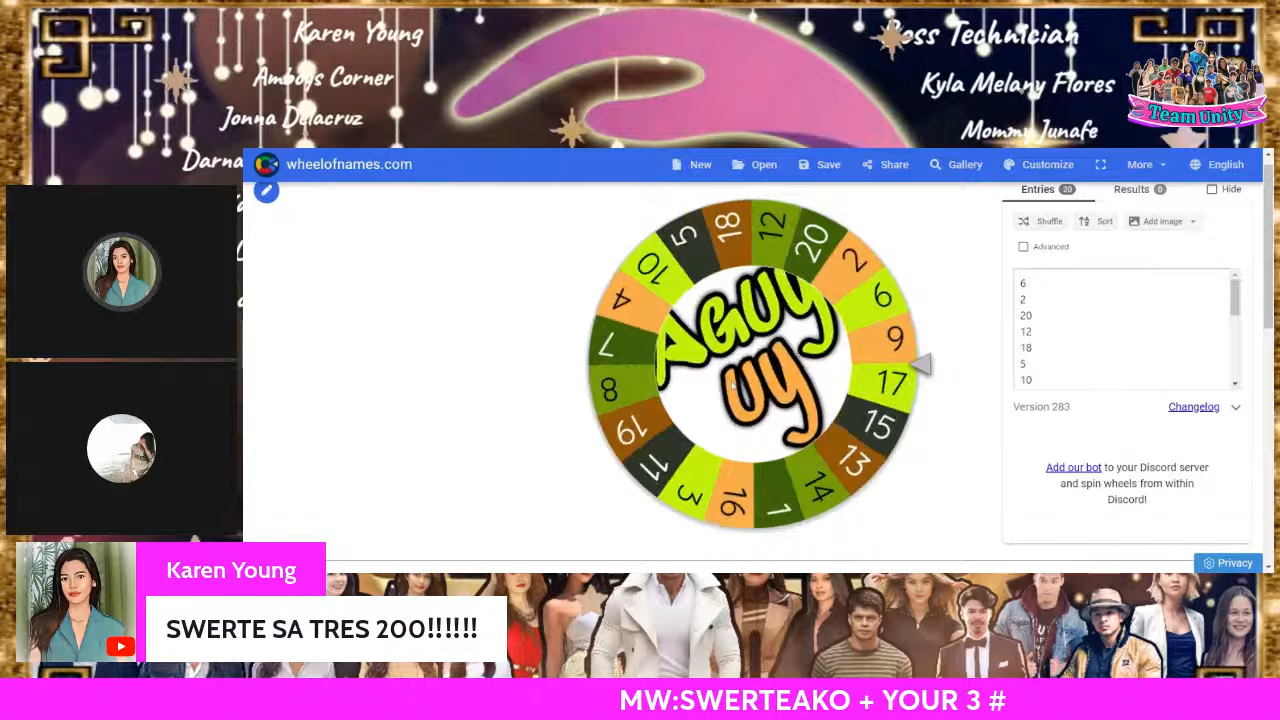 Karen Young
Amboys Corner
Jonna Delacruz
Darna
Boss Technician
Kyla Melany Flores
Mommy Junafe
Team Unity
wheelofnames.com
New
Open
Save
Share
Gallery
Customize
More
English
Entries 20
Results 0
Hide
Shuffle
Sort
Add image
Advanced
6
2
20
12
18
5
10
Version 283
Changelog
Add our bot to your Discord server
and spin wheels from within
Discord!
Privacy
18
12
20
2
6
9
17
15
13
14
1
16
3
11
19
8
7
4
10
5
AGUY
UY
Karen Young
SWERTE SA TRES 200!!!!!!
MW:SWERTEAKO + YOUR 3 #